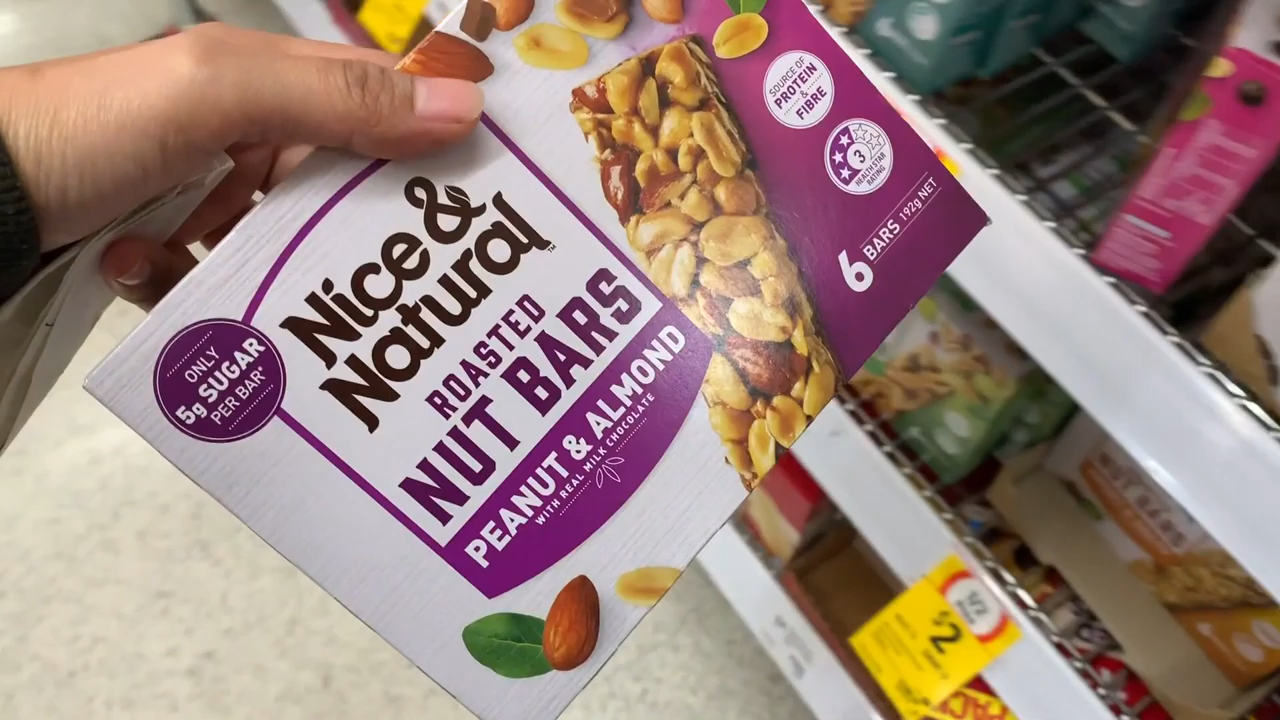 Nice &
Natural™
ROASTED
NUT BARS
PEANUT & ALMOND
WITH REAL MILK CHOCOLATE
ONLY
5g SUGAR
PER BAR
SOURCE OF
PROTEIN
&
FIBRE
3
HEALTH STAR
RATING
6 BARS 192g NET
$2